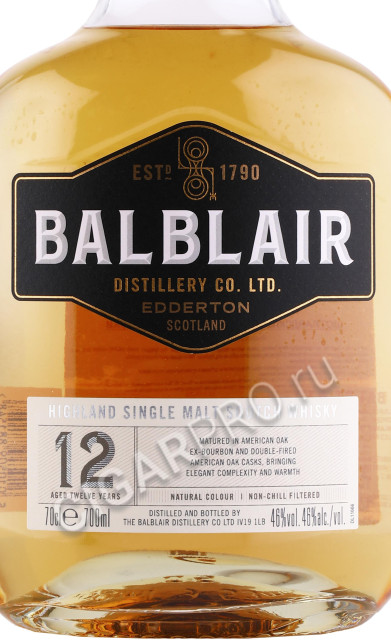 ESTD 1790
BALBLAIR
DISTILLERY CO. LTD.
EDDERTON
SCOTLAND
HIGHLAND SINGLE MALT SCOTCH WHISKY
12
AGED TWELVE YEARS
MATURED IN AMERICAN OAK
EX-BOURBON AND DOUBLE-FIRED
AMERICAN OAK CASKS, BRINGING
ELEGANT COMPLEXITY AND WARMTH
NATURAL COLOUR | NON-CHILL FILTERED
70cl e 700ml
DISTILLED AND BOTTLED BY
THE BALBLAIR DISTILLERY CO LTD IV19 1LB
46%vol. 46%alc./vol.
CIGARPRO.RU